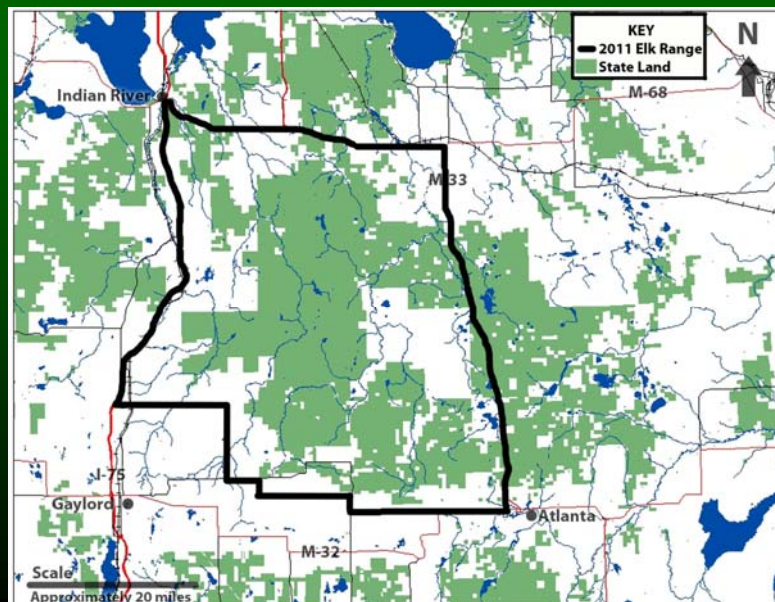 KEY
2011 Elk Range
State Land
N
Indian River
M-68
M-33
I-75
Gaylord
Atlanta
M-32
Scale
Approximately 20 miles